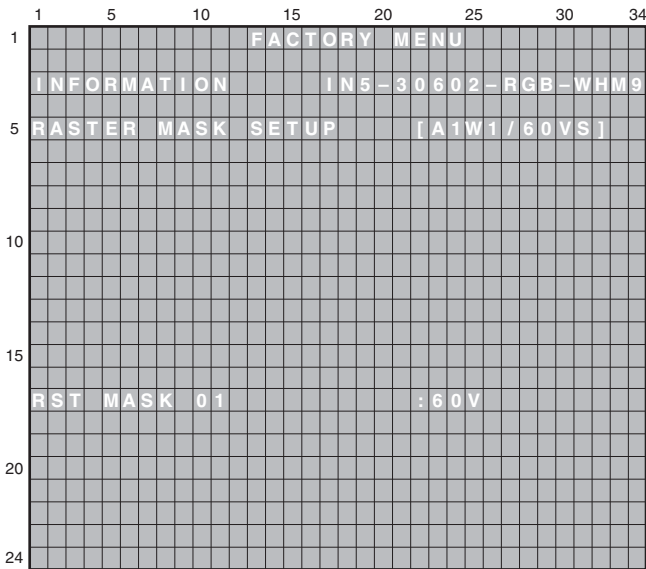 1 5 10 15 20 25 30 34
1 FACTORY MENU
INFORMATION IN5-30602-RGB-WHM9
5 RASTER MASK SETUP [A1W1/60VS]
10
15
RST MASK 01 :60V
20
24